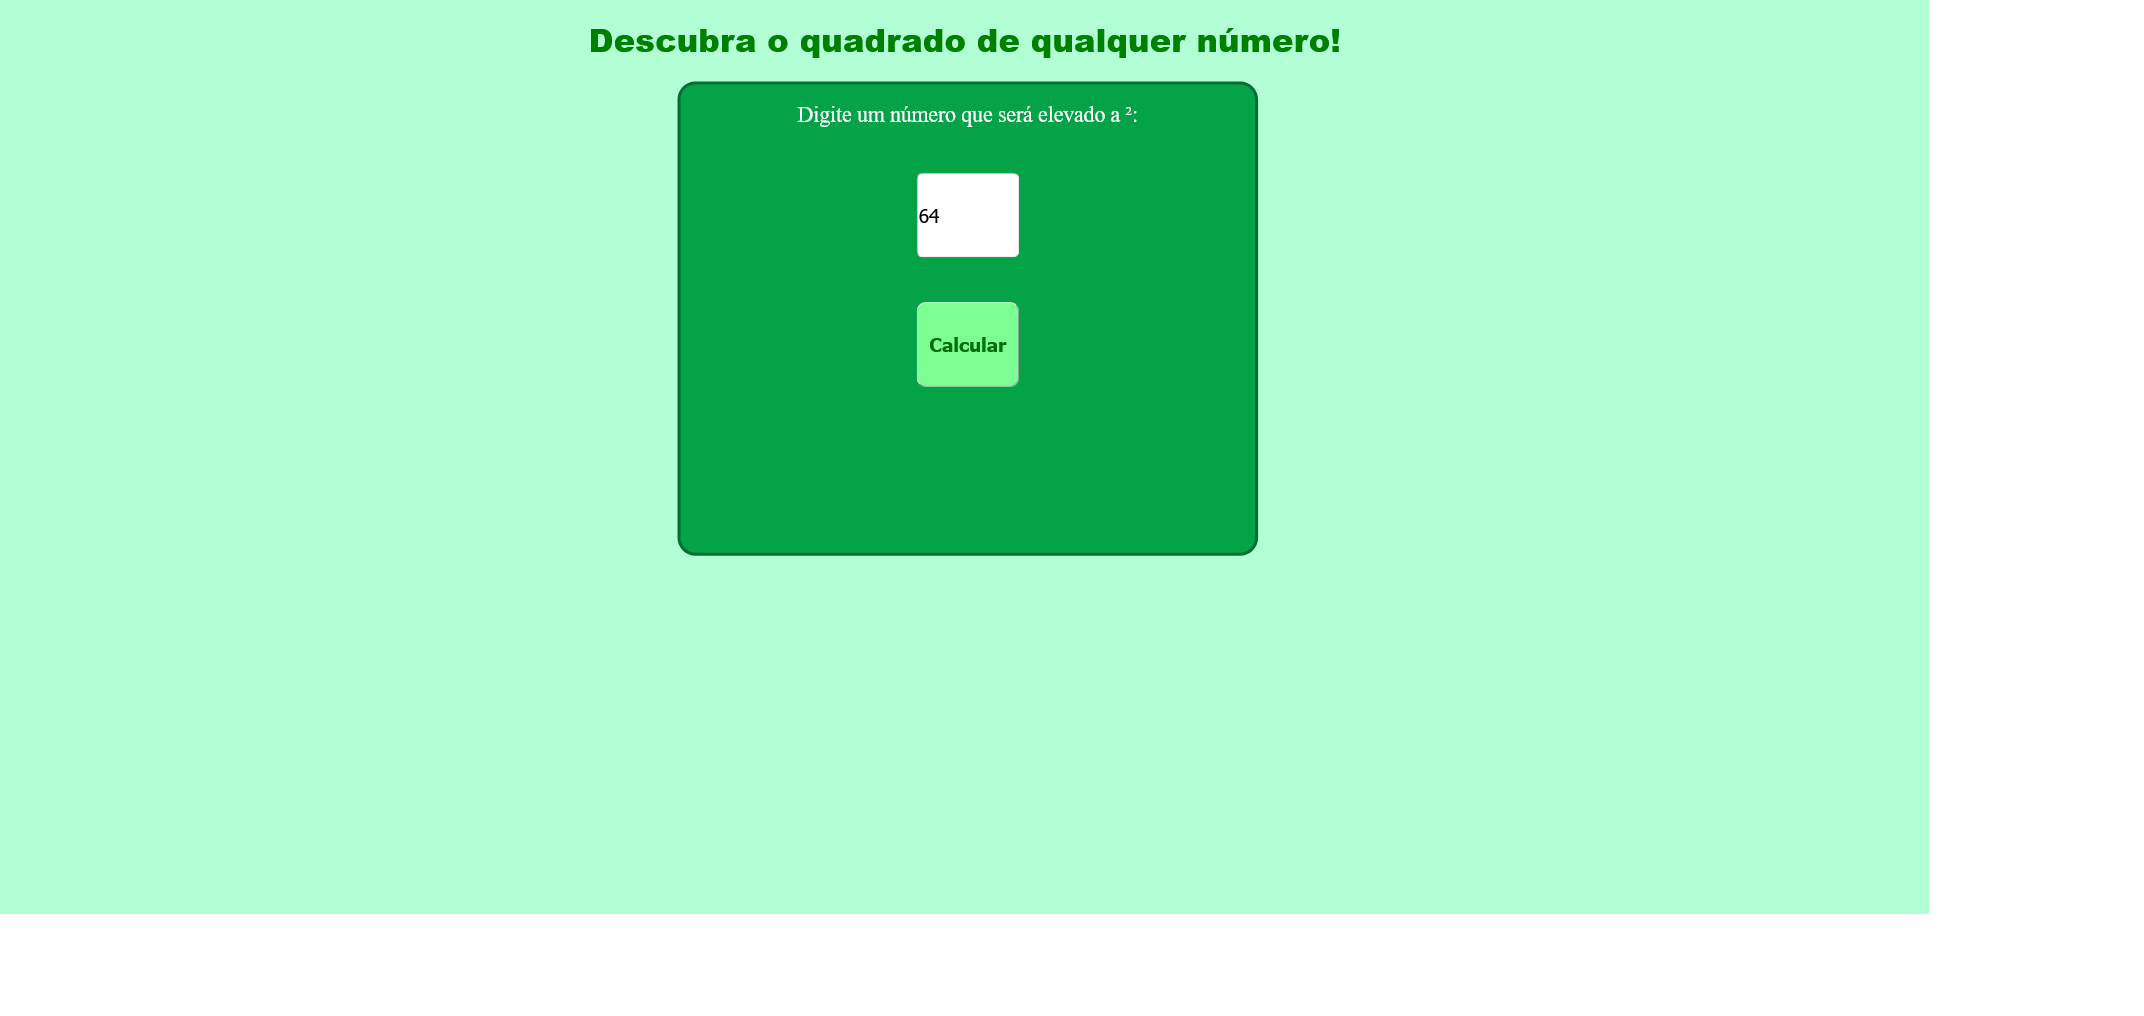 Descubra o quadrado de qualquer número!
Digite um número que será elevado a ²:
64
Calcular